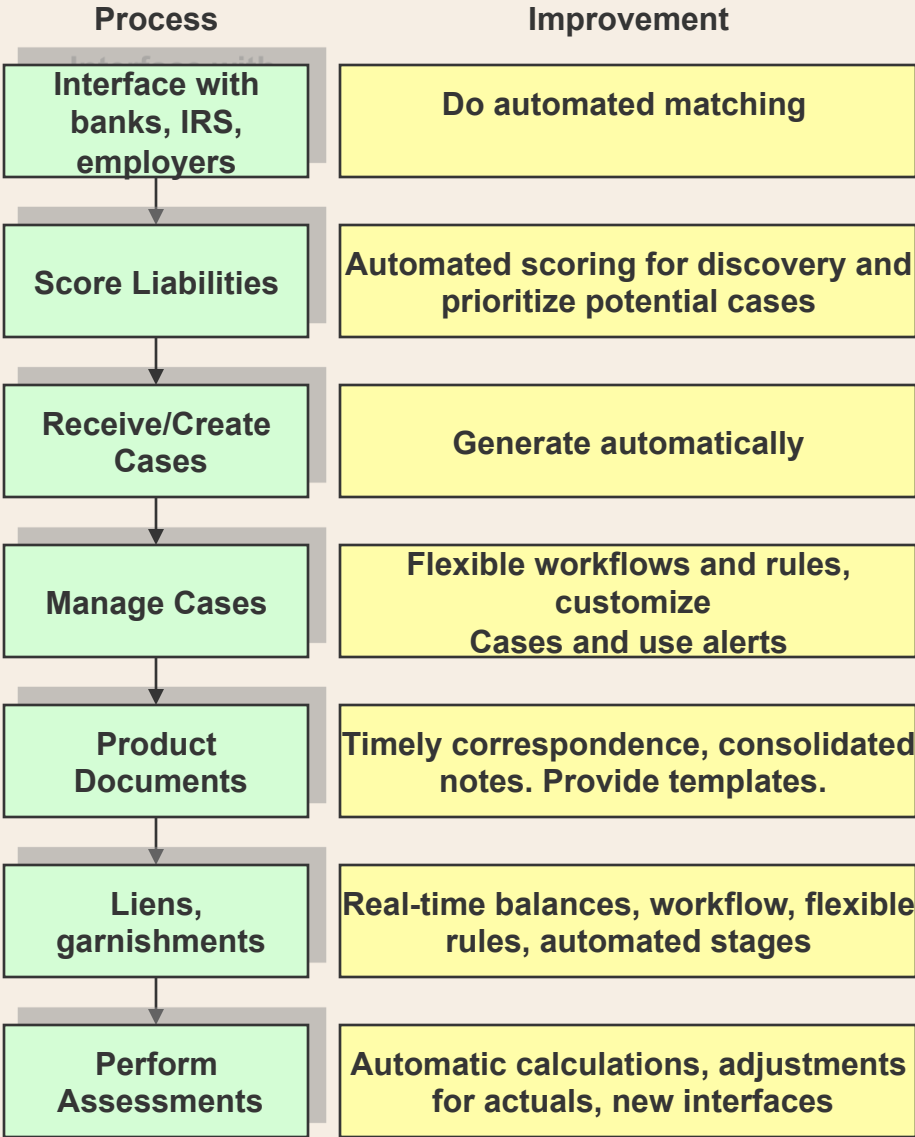 Process
Improvement
Interface with
Interface with
banks, IRS,
employers
Do automated matching
Score Liabilities
Automated scoring for discovery and
prioritize potential cases
Receive/Create
Cases
Generate automatically
Manage Cases
Flexible workflows and rules,
customize
Cases and use alerts
Product
Documents
Timely correspondence, consolidated
notes. Provide templates.
Liens,
garnishments
Real-time balances, workflow, flexible
rules, automated stages
Perform
Assessments
Automatic calculations, adjustments
for actuals, new interfaces